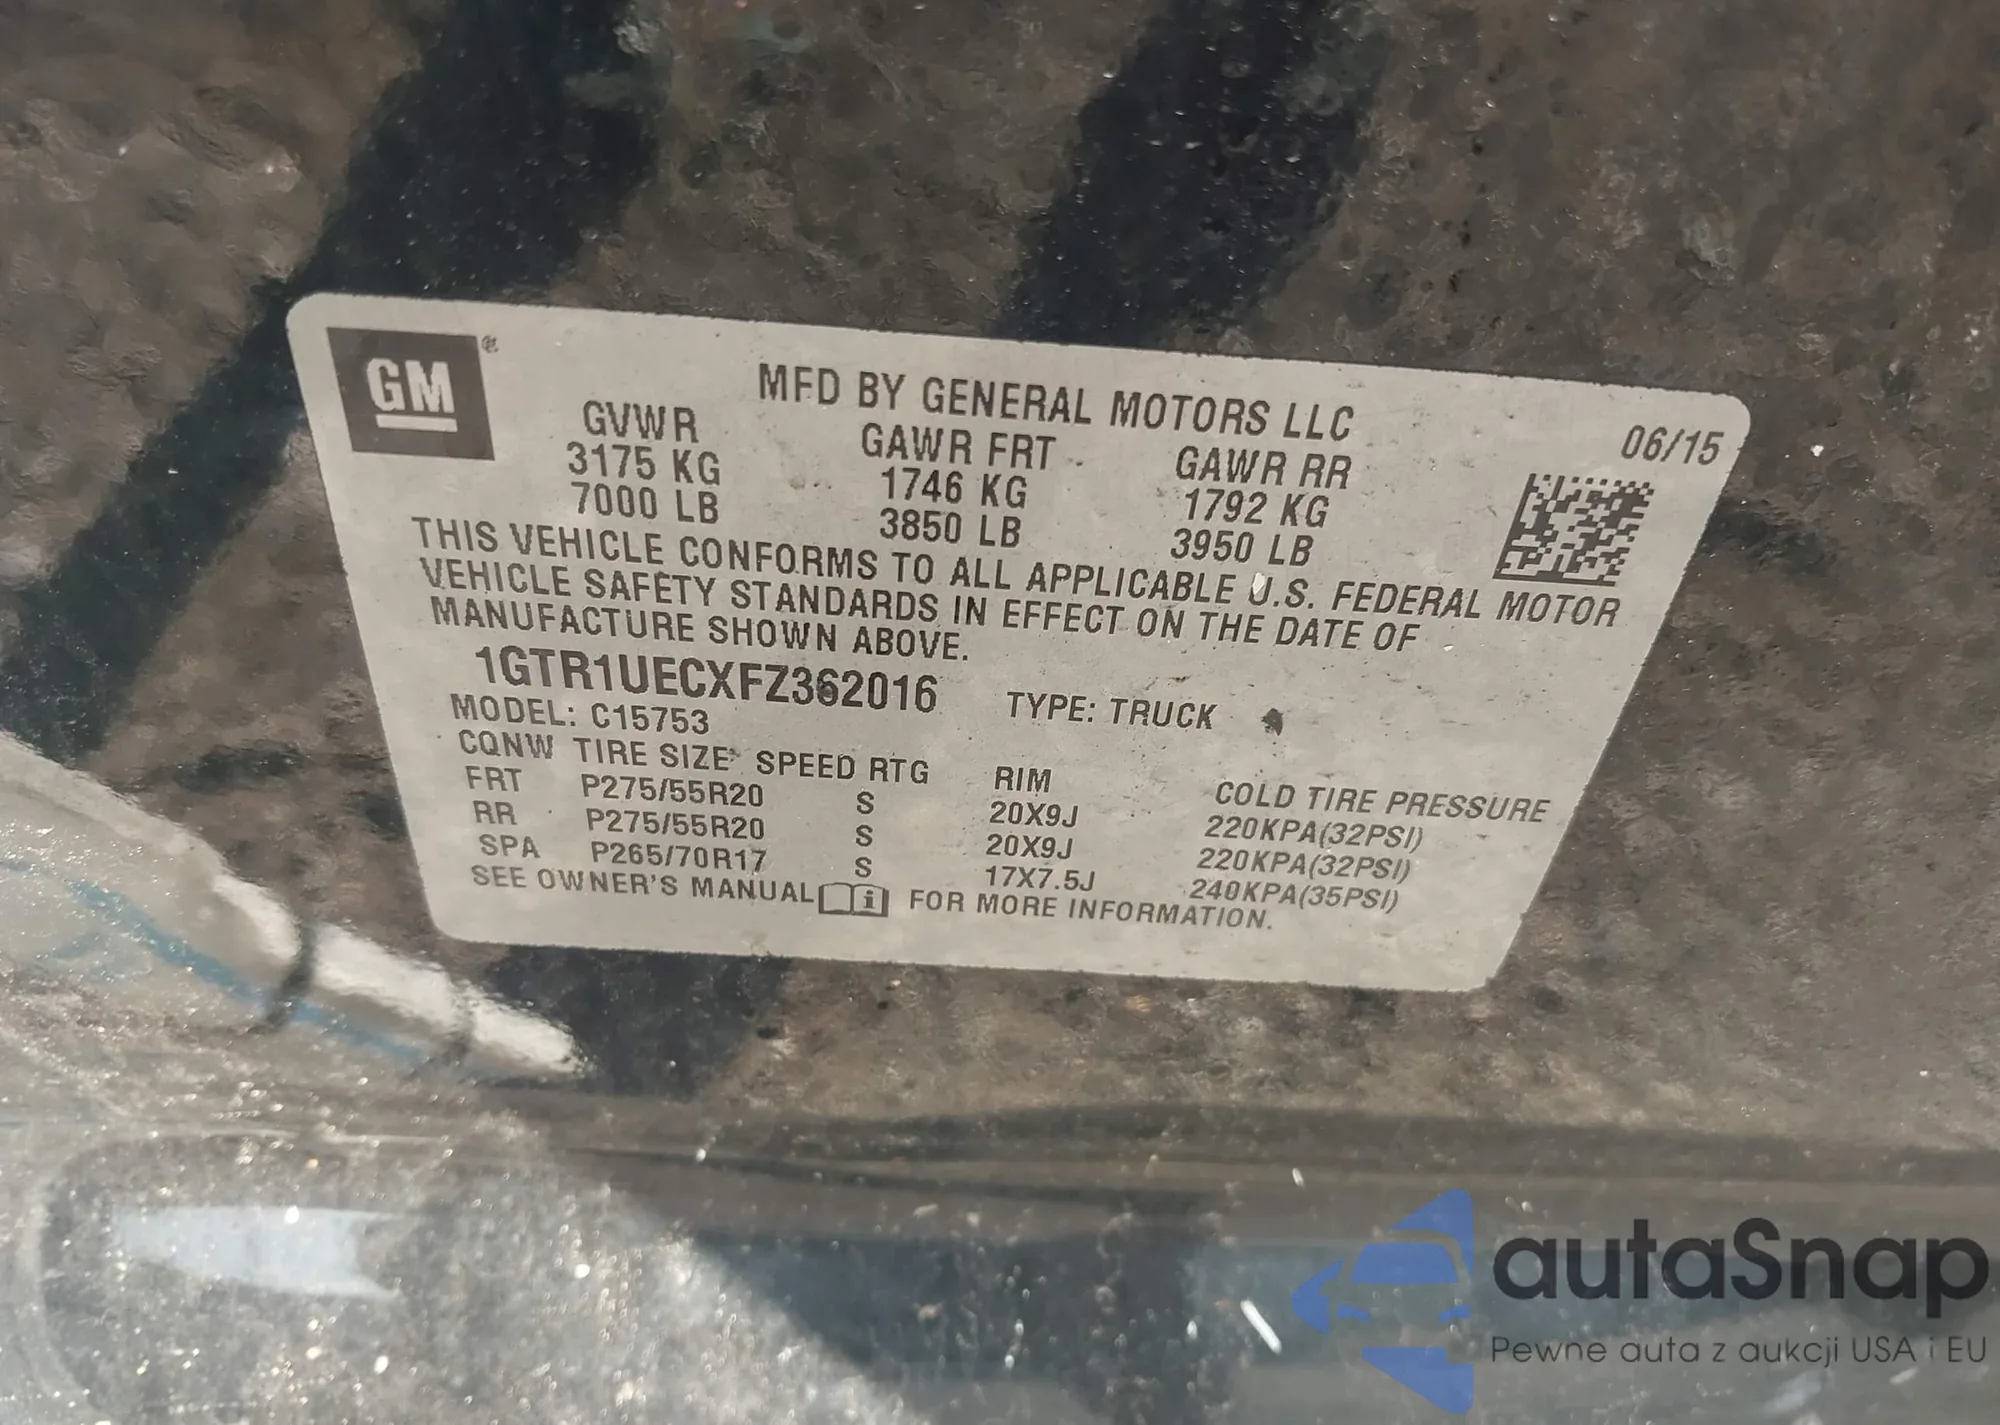 GM®
MFD BY GENERAL MOTORS LLC
06/15
GVWR GAWR FRT GAWR RR
3175 KG 1746 KG 1792 KG
7000 LB 3850 LB 3950 LB
THIS VEHICLE CONFORMS TO ALL APPLICABLE U.S. FEDERAL MOTOR
VEHICLE SAFETY STANDARDS IN EFFECT ON THE DATE OF
MANUFACTURE SHOWN ABOVE.
1GTR1UECXFZ362016 TYPE: TRUCK
MODEL: C15753
CQNW TIRE SIZE SPEED RTG RIM COLD TIRE PRESSURE
FRT P275/55R20 S 20X9J 220KPA(32PSI)
RR P275/55R20 S 20X9J 220KPA(32PSI)
SPA P265/70R17 S 17X7.5J 240KPA(35PSI)
SEE OWNER'S MANUAL i FOR MORE INFORMATION.
autaSnap
Pewne auta z aukcji USA i EU